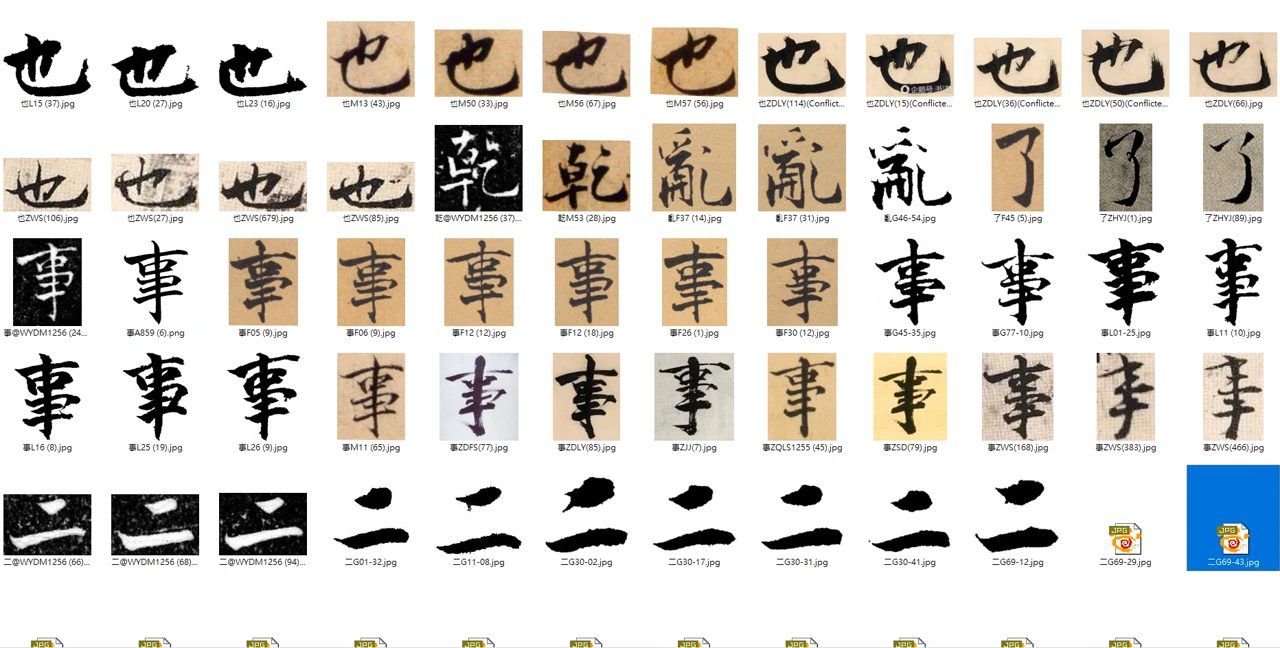 也 也 也 也 也 也 也 也 也 也 也 也
也L15 (37).jpg 也L20 (27).jpg 也L23 (16).jpg 也M13 (43).jpg 也M50 (33).jpg 也M56 (67).jpg 也M57 (56).jpg 也ZDLY(114)(Conflict... 也ZDLY(15)(Conflicte... 也ZDLY(36)(Conflicte... 也ZDLY(50)(Conflicte... 也ZDLY(66).jpg
也 也 也 也 乾 乾 亂 亂 亂 了 了 了
也ZWS(106).jpg 也ZWS(27).jpg 也ZWS(679).jpg 也ZWS(85).jpg 乾@WYDM1256 (37)... 乾M53 (28).jpg 亂F37 (14).jpg 亂F37 (31).jpg 亂G46-54.jpg 了F45 (5).jpg 了ZHYJ(1).jpg 了ZHYJ(89).jpg
事 事 事 事 事 事 事 事 事 事 事 事
事@WYDM1256 (24... 事A859 (6).png 事F05 (9).jpg 事F06 (9).jpg 事F12 (12).jpg 事F12 (18).jpg 事F26 (1).jpg 事F30 (12).jpg 事G45-35.jpg 事G77-10.jpg 事L01-25.jpg 事L11 (10).jpg
事 事 事 事 事 事 事 事 事 事 事 事
事L16 (8).jpg 事L25 (19).jpg 事L26 (9).jpg 事M11 (65).jpg 事ZDFS(77).jpg 事ZDLY(85).jpg 事ZJJ(7).jpg 事ZQLS1255 (45).jpg 事ZSD(79).jpg 事ZWS(168).jpg 事ZWS(383).jpg 事ZWS(466).jpg
二 二 二 二 二 二 二 二 二 二 JPG JPG
二@WYDM1256 (66)... 二@WYDM1256 (68)... 二@WYDM1256 (94)... 二G01-32.jpg 二G11-08.jpg 二G30-02.jpg 二G30-17.jpg 二G30-31.jpg 二G30-41.jpg 二G69-12.jpg 二G69-29.jpg 二G69-43.jpg